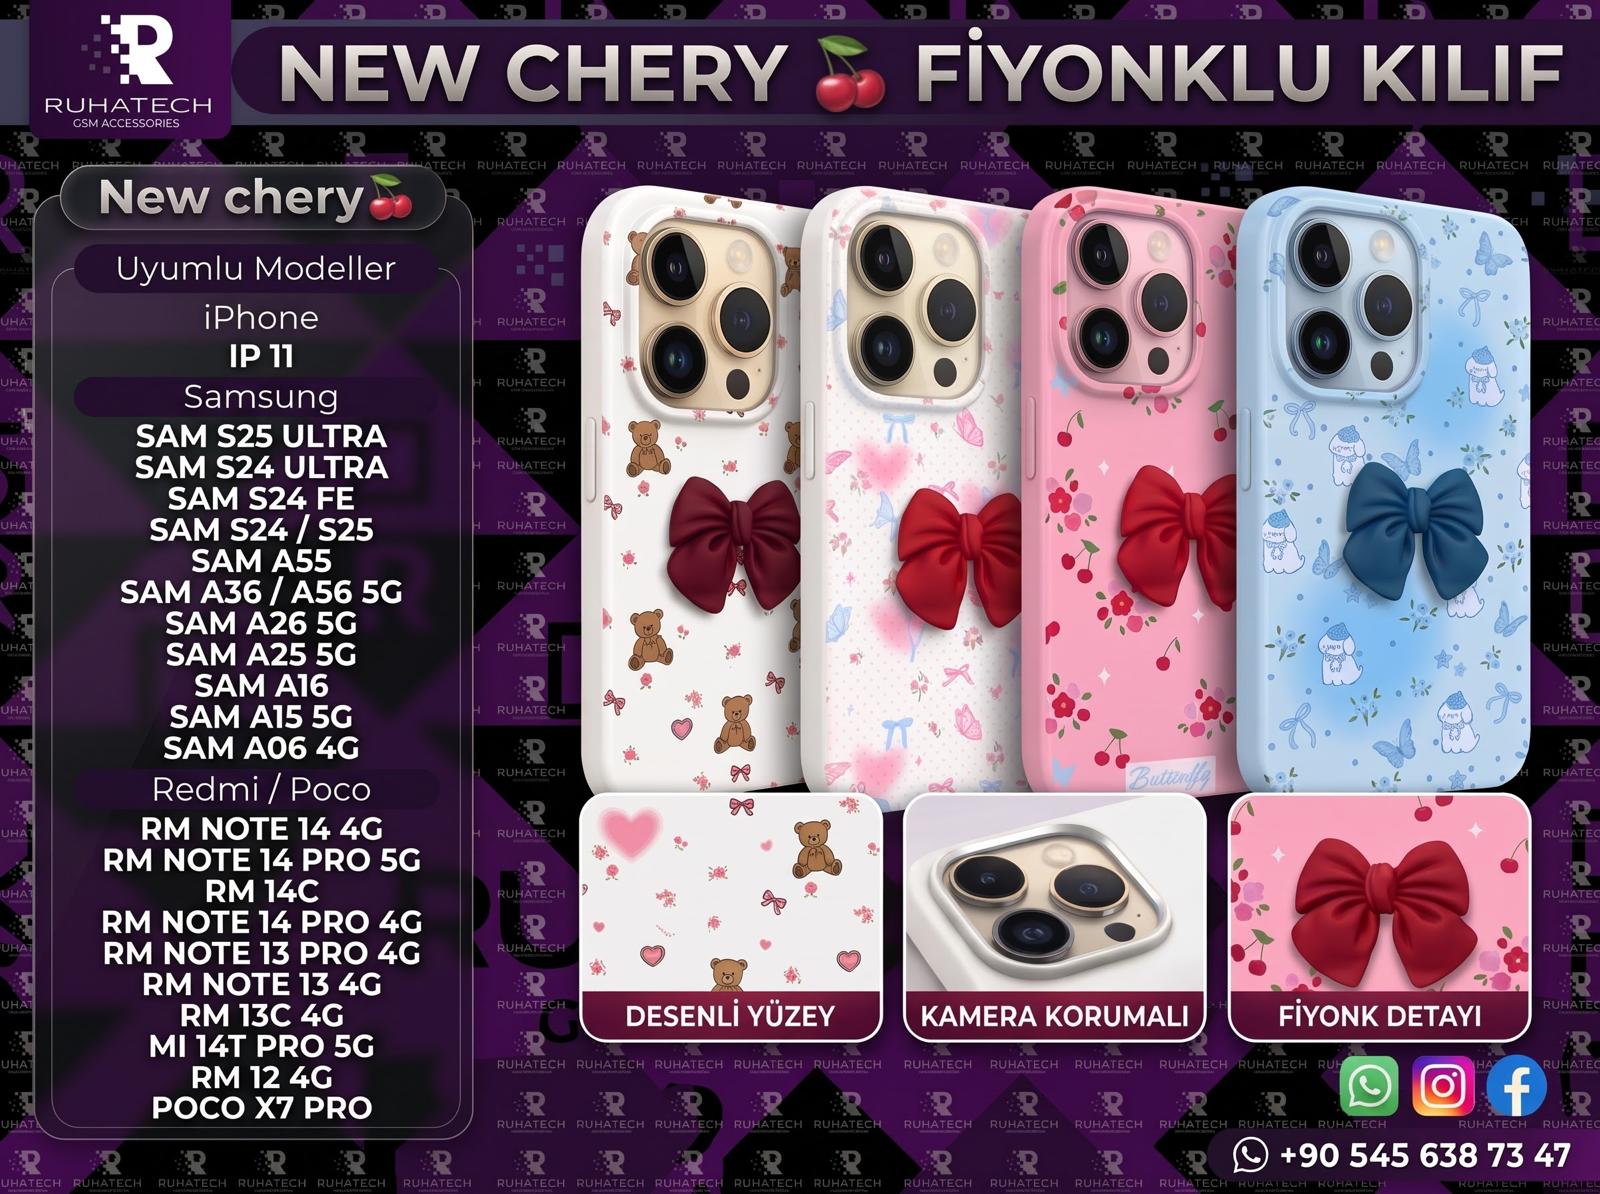 RUHATECH
GSM ACCESSORIES
NEW CHERY FİYONKLU KILIF
New chery
Uyumlu Modeller
iPhone
IP 11
Samsung
SAM S25 ULTRA
SAM S24 ULTRA
SAM S24 FE
SAM S24 / S25
SAM A55
SAM A36 / A56 5G
SAM A26 5G
SAM A25 5G
SAM A16
SAM A15 5G
SAM A06 4G
Redmi / Poco
RM NOTE 14 4G
RM NOTE 14 PRO 5G
RM 14C
RM NOTE 14 PRO 4G
RM NOTE 13 PRO 4G
RM NOTE 13 4G
RM 13C 4G
MI 14T PRO 5G
RM 12 4G
POCO X7 PRO
DESENLİ YÜZEY
KAMERA KORUMALI
FİYONK DETAYI
+90 545 638 73 47